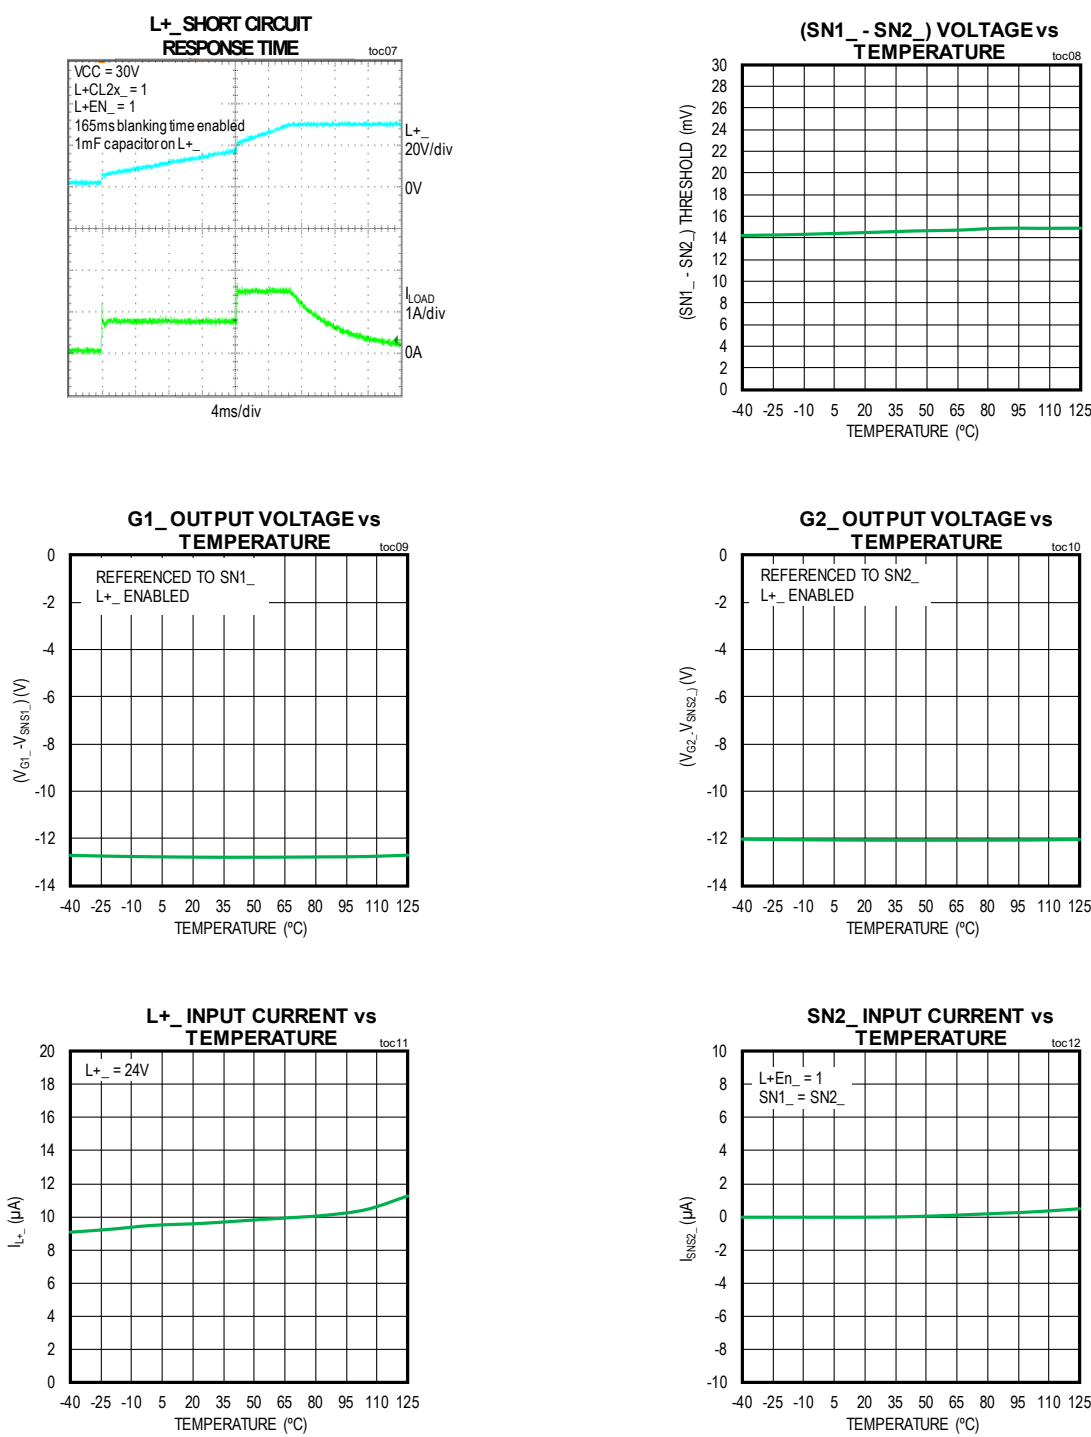 L+_ SHORT CIRCUIT
RESPONSE TIME
toc07
VCC = 30V
L+CL2x_ = 1
L+EN_ = 1
165ms blanking time enabled
1mF capacitor on L+_
L+_
20V/div
0V
ILOAD
1A/div
0A
4ms/div
(SN1_ - SN2_) VOLTAGE vs
TEMPERATURE
toc08
(SN1_ - SN2_) THRESHOLD (mV)
30
28
26
24
22
20
18
16
14
12
10
8
6
4
2
0
-40 -25 -10 5 20 35 50 65 80 95 110 125
TEMPERATURE (ºC)
G1_ OUTPUT VOLTAGE vs
TEMPERATURE
toc09
REFERENCED TO SN1_
L+_ ENABLED
(VG1_ -VSNS1_) (V)
0
-2
-4
-6
-8
-10
-12
-14
-40 -25 -10 5 20 35 50 65 80 95 110 125
TEMPERATURE (ºC)
G2_ OUTPUT VOLTAGE vs
TEMPERATURE
toc10
REFERENCED TO SN2_
L+_ ENABLED
(VG2_-VSNS2_) (V)
0
-2
-4
-6
-8
-10
-12
-14
-40 -25 -10 5 20 35 50 65 80 95 110 125
TEMPERATURE (ºC)
L+_ INPUT CURRENT vs
TEMPERATURE
toc11
L+_ = 24V
IL+_ (µA)
20
18
16
14
12
10
8
6
4
2
0
-40 -25 -10 5 20 35 50 65 80 95 110 125
TEMPERATURE (ºC)
SN2_ INPUT CURRENT vs
TEMPERATURE
toc12
L+En_ = 1
SN1_ = SN2_
ISNS2_ (µA)
10
8
6
4
2
0
-2
-4
-6
-8
-10
-40 -25 -10 5 20 35 50 65 80 95 110 125
TEMPERATURE (ºC)